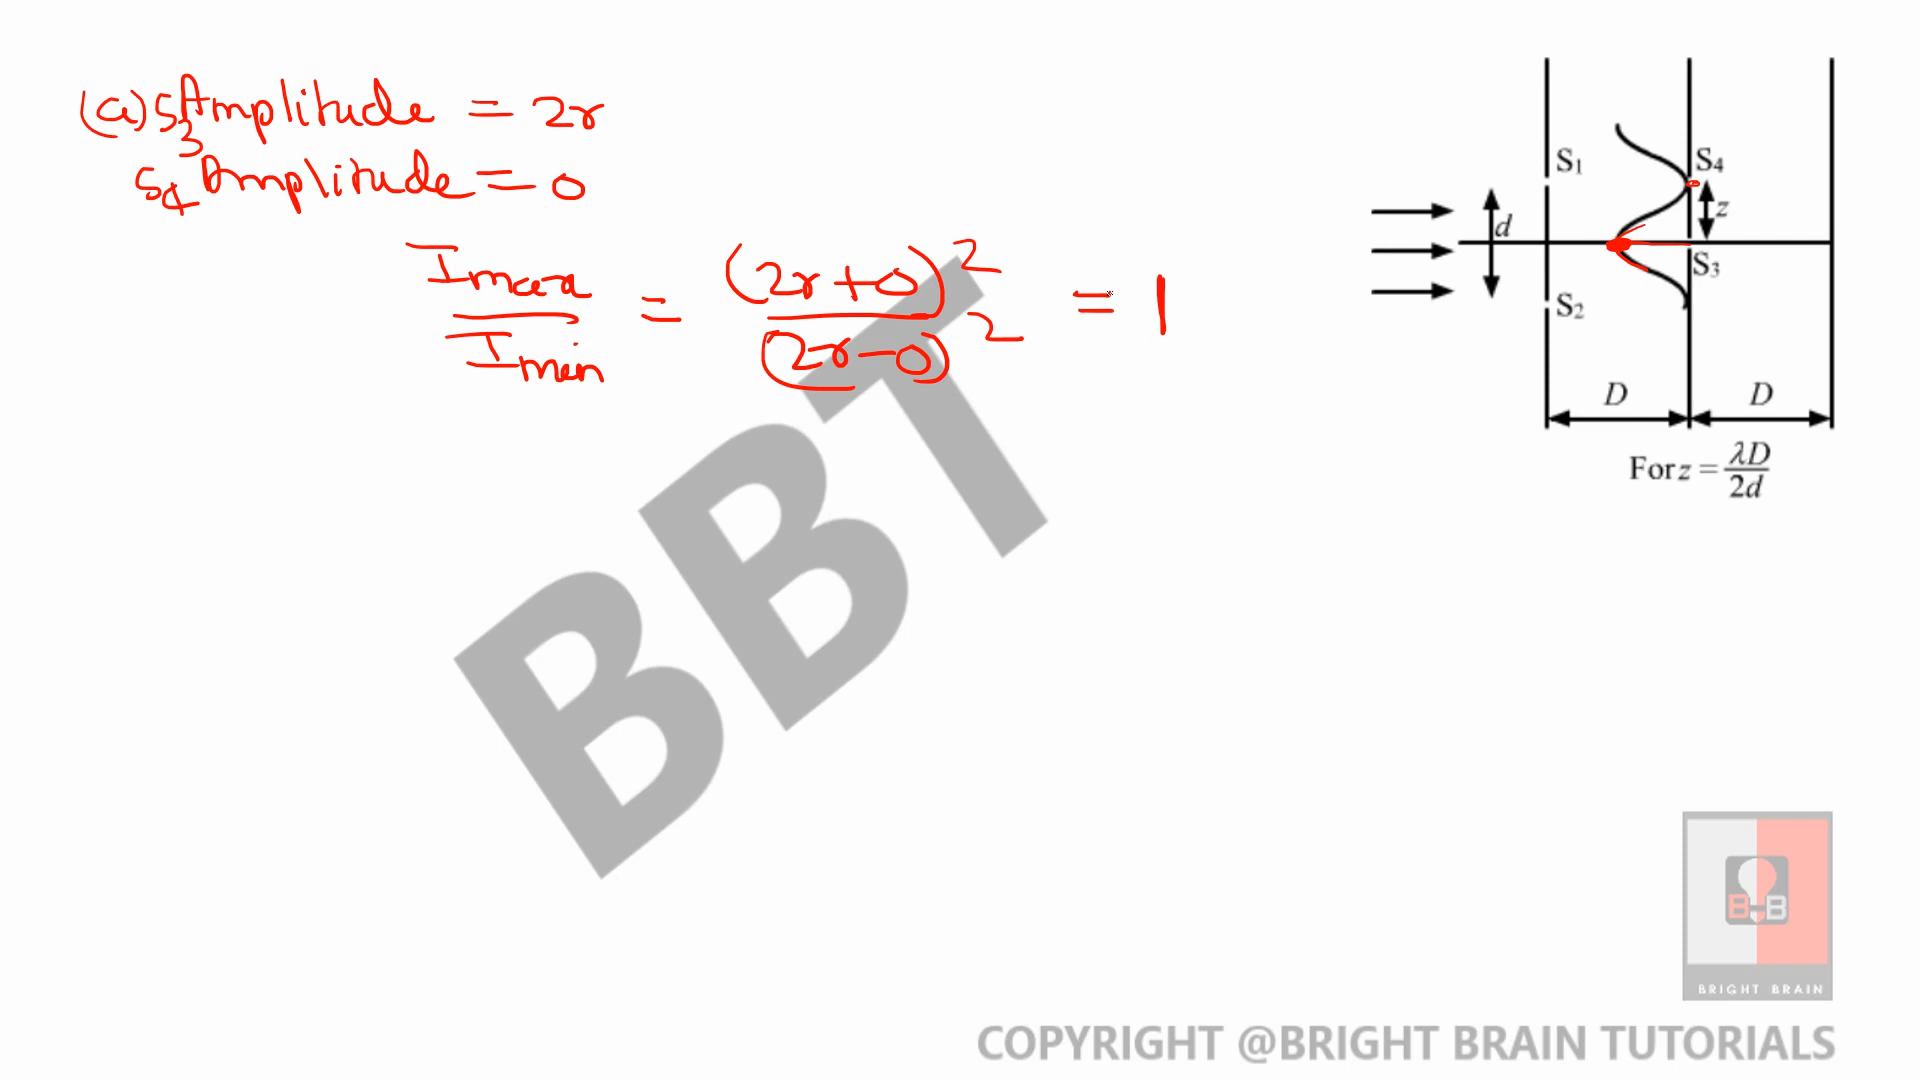 (a) S3 Amplitude = 2r
S4 Amplitude = 0
Imax / Imin = (2r+0)² / (2r-0)² = 1
S1
S4
d
z
S3
S2
D D
For z = λD / 2d
BBT
B B
BRIGHT BRAIN
COPYRIGHT @BRIGHT BRAIN TUTORIALS